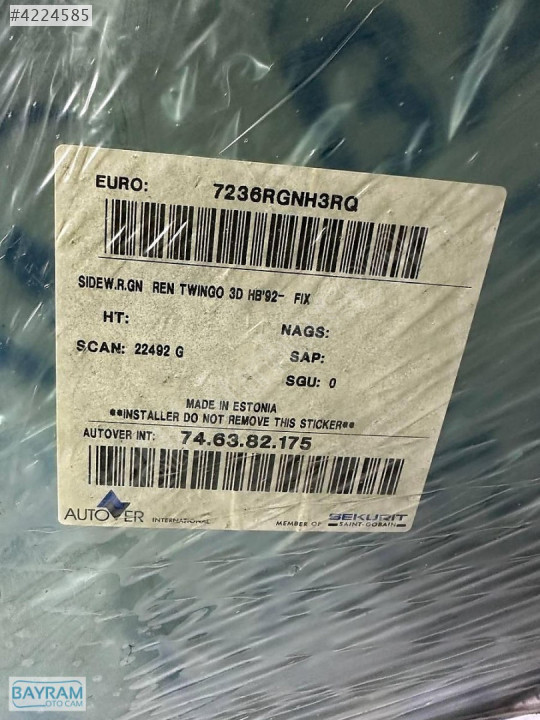 #4224585
EURO: 7236RGNH3RQ
SIDEW.R.GN REN TWINGO 3D HB'92- FIX
HT:
NAGS:
SCAN: 22492 G
SAP:
SGU: 0
MADE IN ESTONIA
**INSTALLER DO NOT REMOVE THIS STICKER**
AUTOVER INT: 74.63.82.175
AUTOVER INTERNATIONAL
MEMBER OF SEKURIT
SAINT-GOBAIN
BAYRAM
OTO CAM